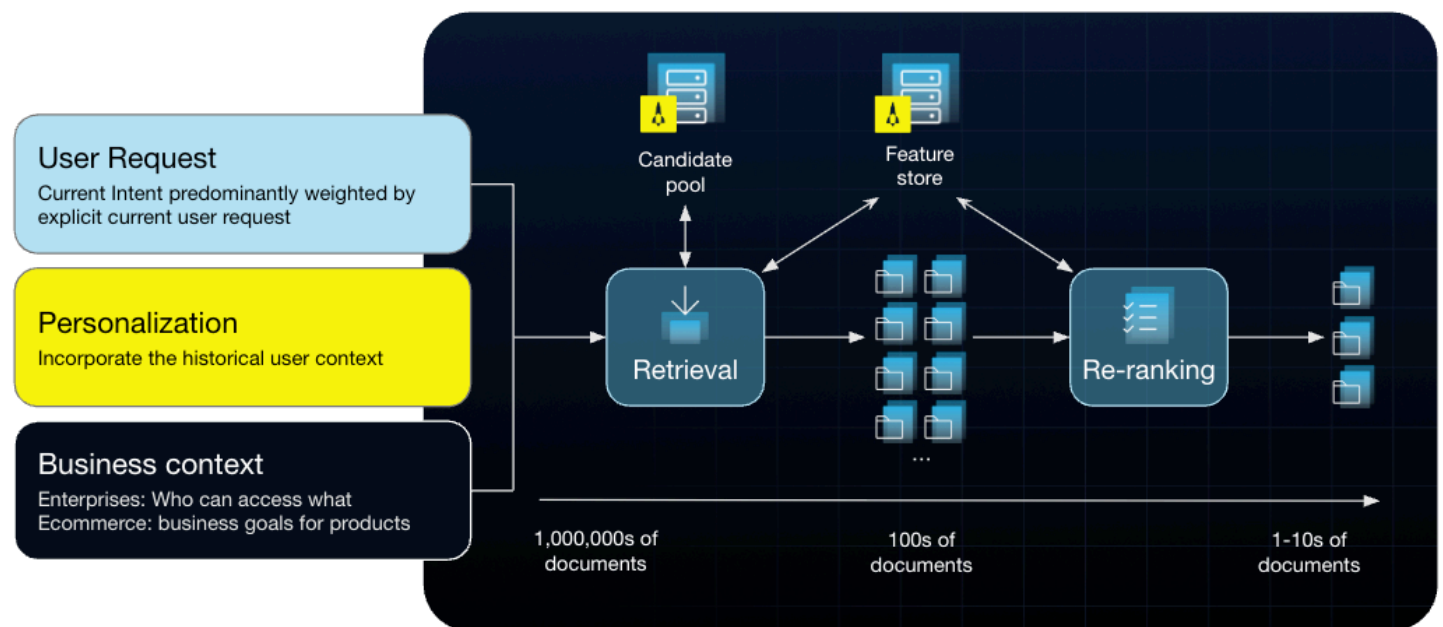 User Request
Current Intent predominantly weighted by
explicit current user request
Personalization
Incorporate the historical user context
Business context
Enterprises: Who can access what
Ecommerce: business goals for products
Candidate
pool
Feature
store
Retrieval
...
Re-ranking
1,000,000s of
documents
100s of
documents
1-10s of
documents